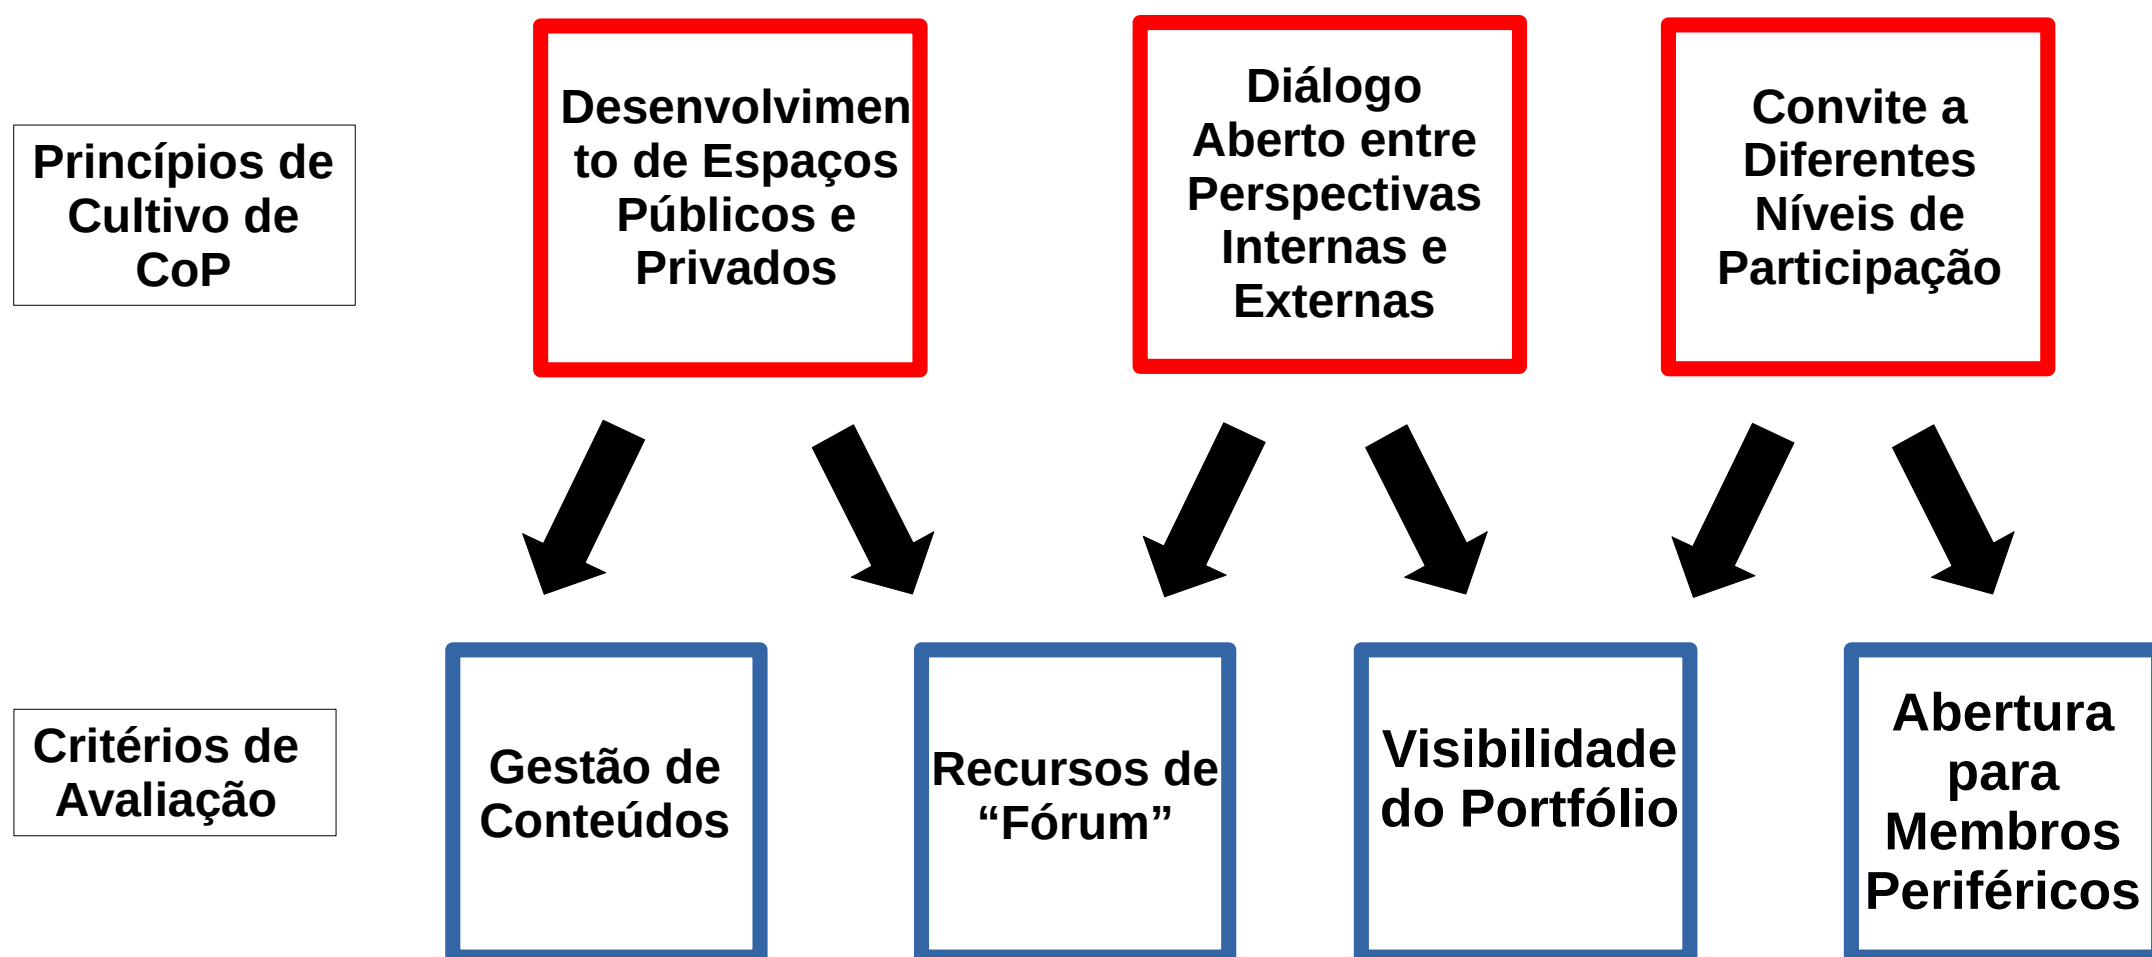 Princípios de
Cultivo de
CoP
Desenvolvimen
to de Espaços
Públicos e
Privados
Diálogo
Aberto entre
Perspectivas
Internas e
Externas
Convite a
Diferentes
Níveis de
Participação
Critérios de
Avaliação
Gestão de
Conteúdos
Recursos de
“Fórum”
Visibilidade
do Portfólio
Abertura
para
Membros
Periféricos